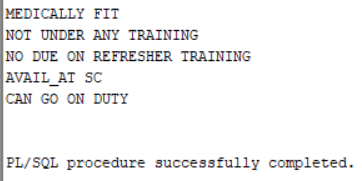 MEDICALLY FIT
NOT UNDER ANY TRAINING
NO DUE ON REFRESHER TRAINING
AVAIL_AT SC
CAN GO ON DUTY
PL/SQL procedure successfully completed.